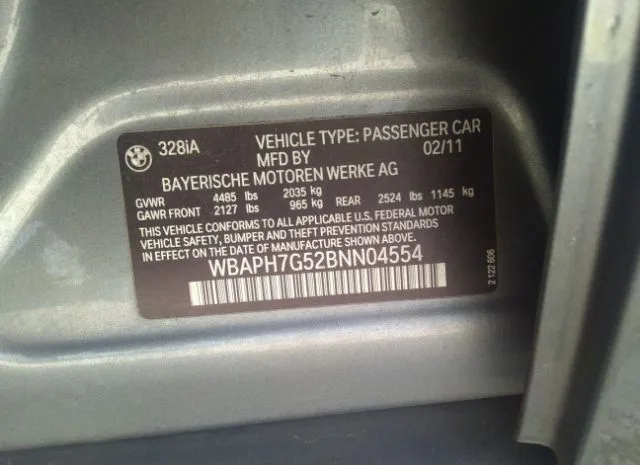 328iA VEHICLE TYPE: PASSENGER CAR
MFD BY 02/11
BAYERISCHE MOTOREN WERKE AG
GVWR 4485 lbs 2035 kg
GAWR FRONT 2127 lbs 965 kg REAR 2524 lbs 1145 kg
THIS VEHICLE CONFORMS TO ALL APPLICABLE U.S. FEDERAL MOTOR
VEHICLE SAFETY, BUMPER AND THEFT PREVENTION STANDARDS
IN EFFECT ON THE DATE OF MANUFACTURE SHOWN ABOVE.
WBAPH7G52BNN04554
2 122 606